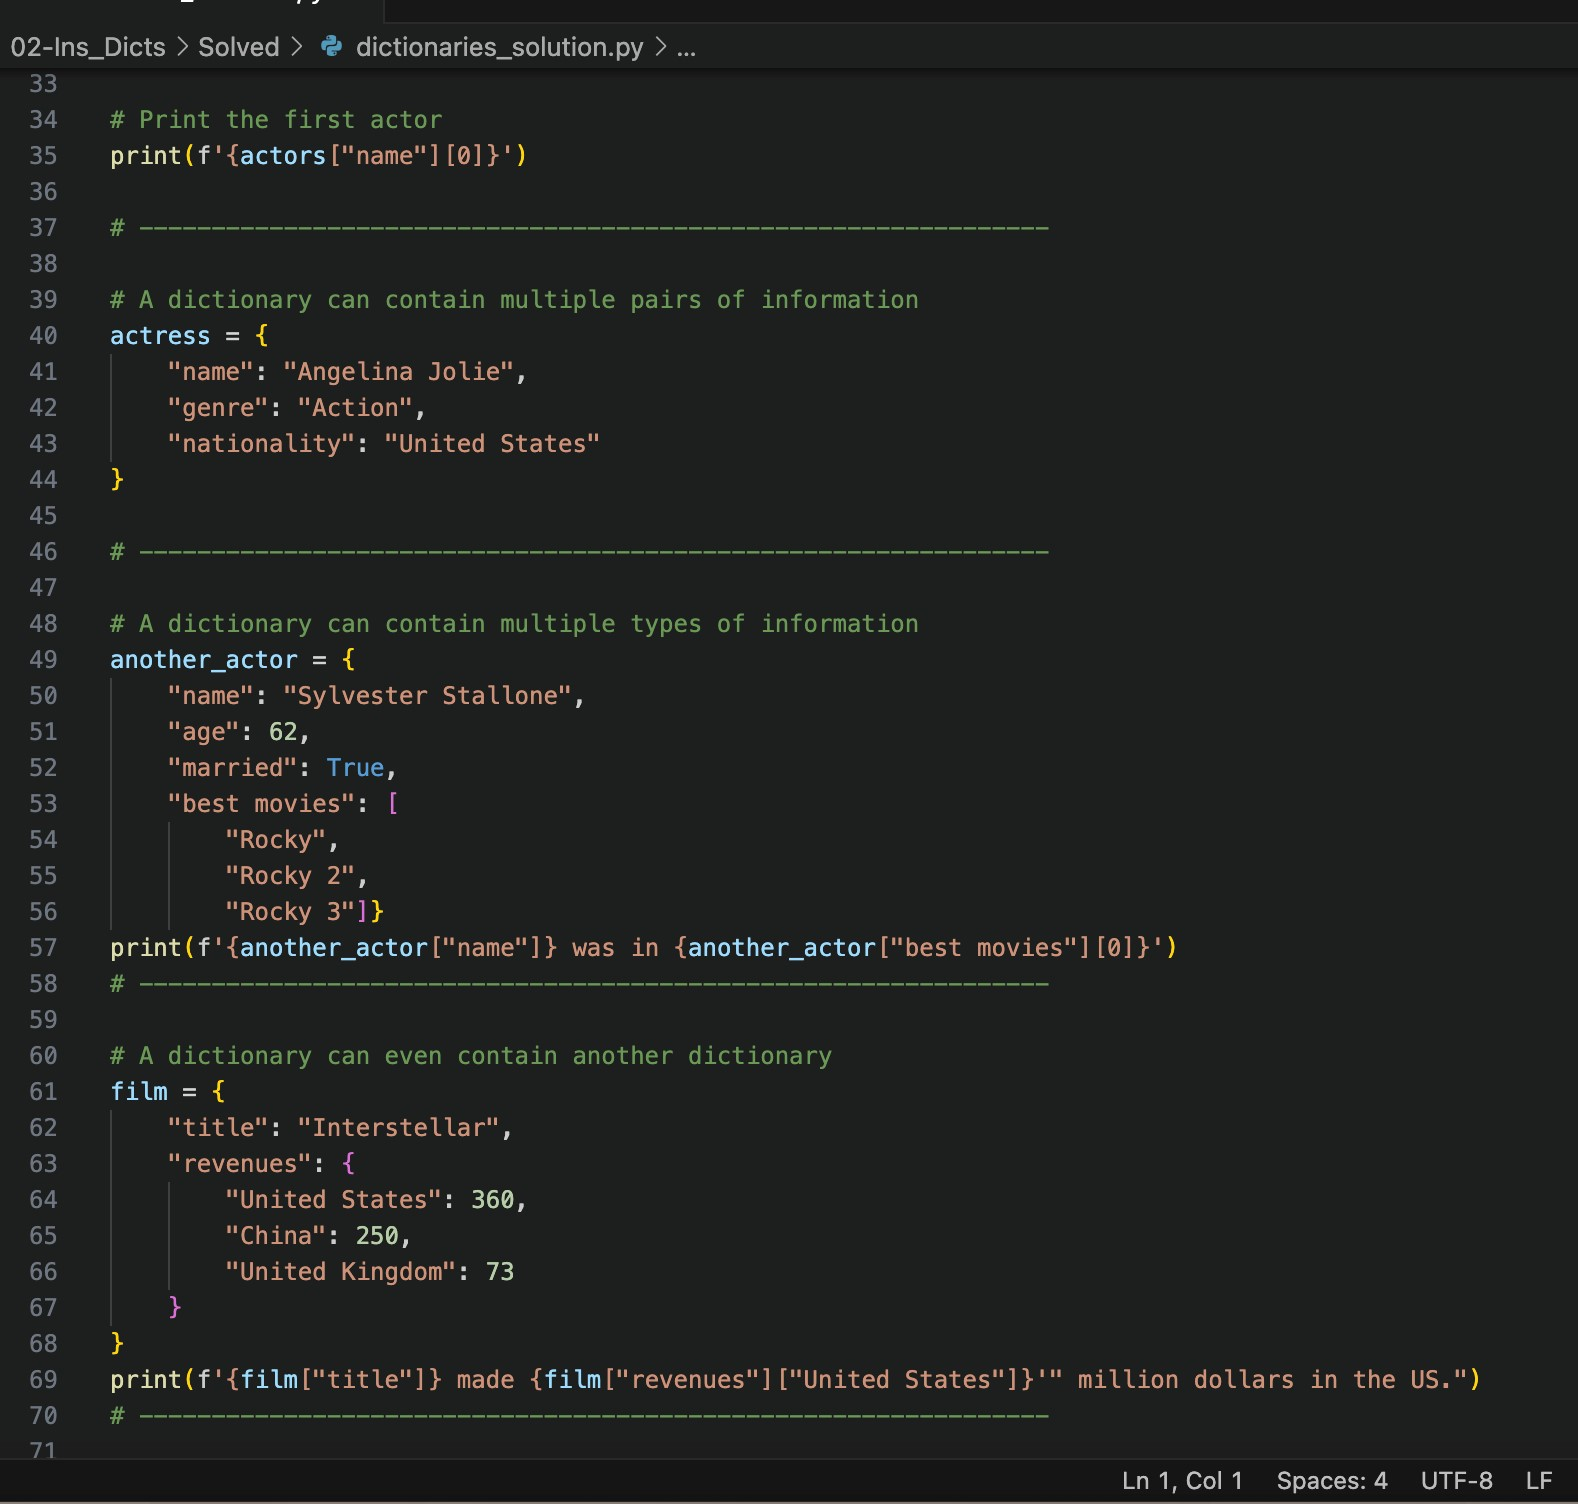 02-Ins_Dicts > Solved > dictionaries_solution.py > ...
33
34 # Print the first actor
35 print(f'{actors["name"][0]}')
36
37 # ---------------------------------------------------------------
38
39 # A dictionary can contain multiple pairs of information
40 actress = {
41     "name": "Angelina Jolie",
42     "genre": "Action",
43     "nationality": "United States"
44 }
45
46 # ---------------------------------------------------------------
47
48 # A dictionary can contain multiple types of information
49 another_actor = {
50     "name": "Sylvester Stallone",
51     "age": 62,
52     "married": True,
53     "best movies": [
54         "Rocky",
55         "Rocky 2",
56         "Rocky 3"]}
57 print(f'{another_actor["name"]} was in {another_actor["best movies"][0]}')
58 # ---------------------------------------------------------------
59
60 # A dictionary can even contain another dictionary
61 film = {
62     "title": "Interstellar",
63     "revenues": {
64         "United States": 360,
65         "China": 250,
66         "United Kingdom": 73
67     }
68 }
69 print(f'{film["title"]} made {film["revenues"]["United States"]}'" million dollars in the US.")
70 # ---------------------------------------------------------------
71
Ln 1, Col 1 Spaces: 4 UTF-8 LF